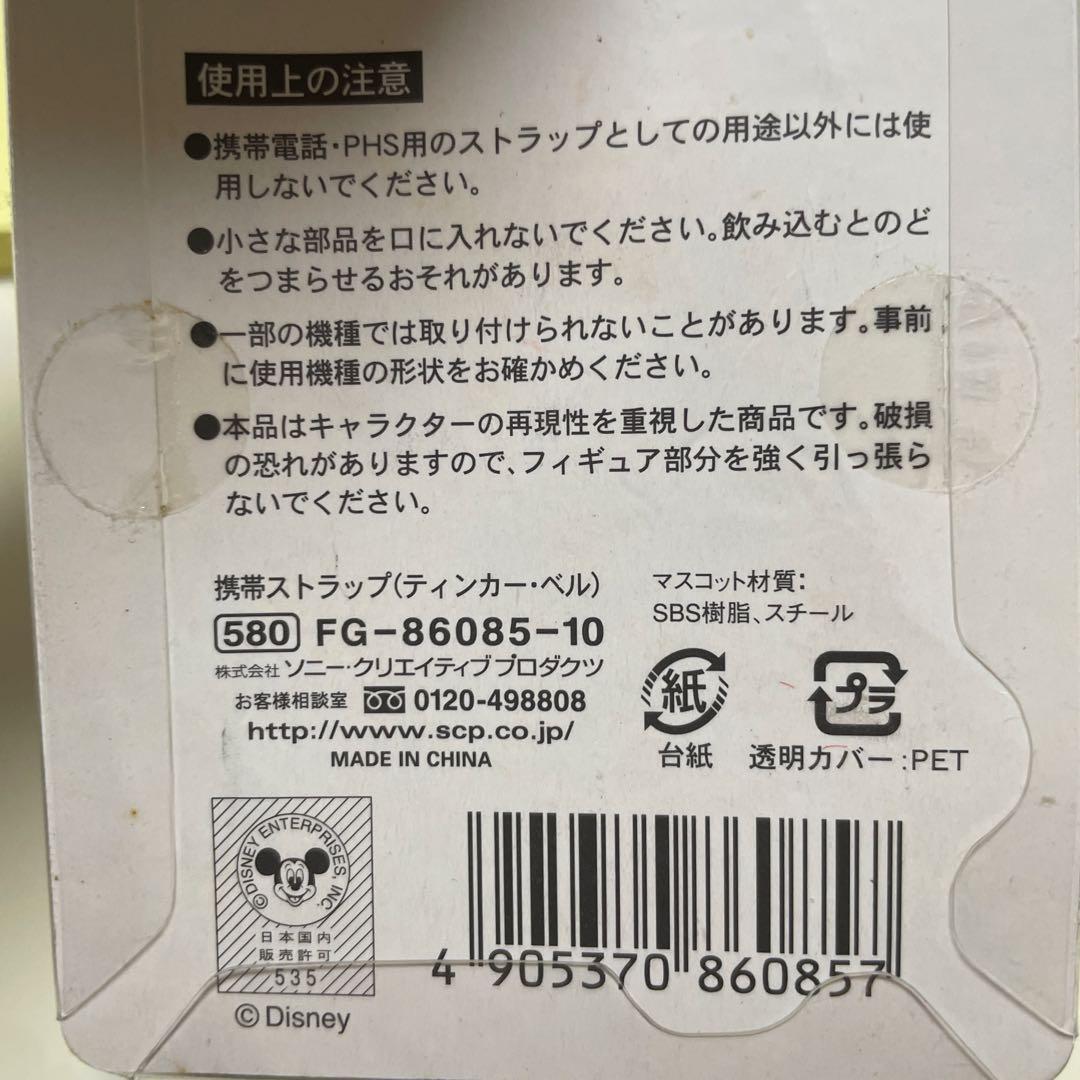 使用上の注意
●携帯電話・PHS用のストラップとしての用途以外には使
用しないでください。
●小さな部品を口に入れないでください。飲み込むとのど
をつまらせるおそれがあります。
●一部の機種では取り付けられないことがあります。事前
に使用機種の形状をお確かめください。
●本品はキャラクターの再現性を重視した商品です。破損
の恐れがありますので、フィギュア部分を強く引っ張ら
ないでください。
携帯ストラップ(ティンカー・ベル)
580 FG-86085-10
株式会社 ソニー・クリエイティブプロダクツ
お客様相談室 0120-498808
http://www.scp.co.jp/
MADE IN CHINA
マスコット材質:
SBS樹脂、スチール
紙
台紙
プラ
透明カバー:PET
© DISNEY ENTERPRISES INC.
日本国内
販売許可
535
© Disney
4 905370 860857